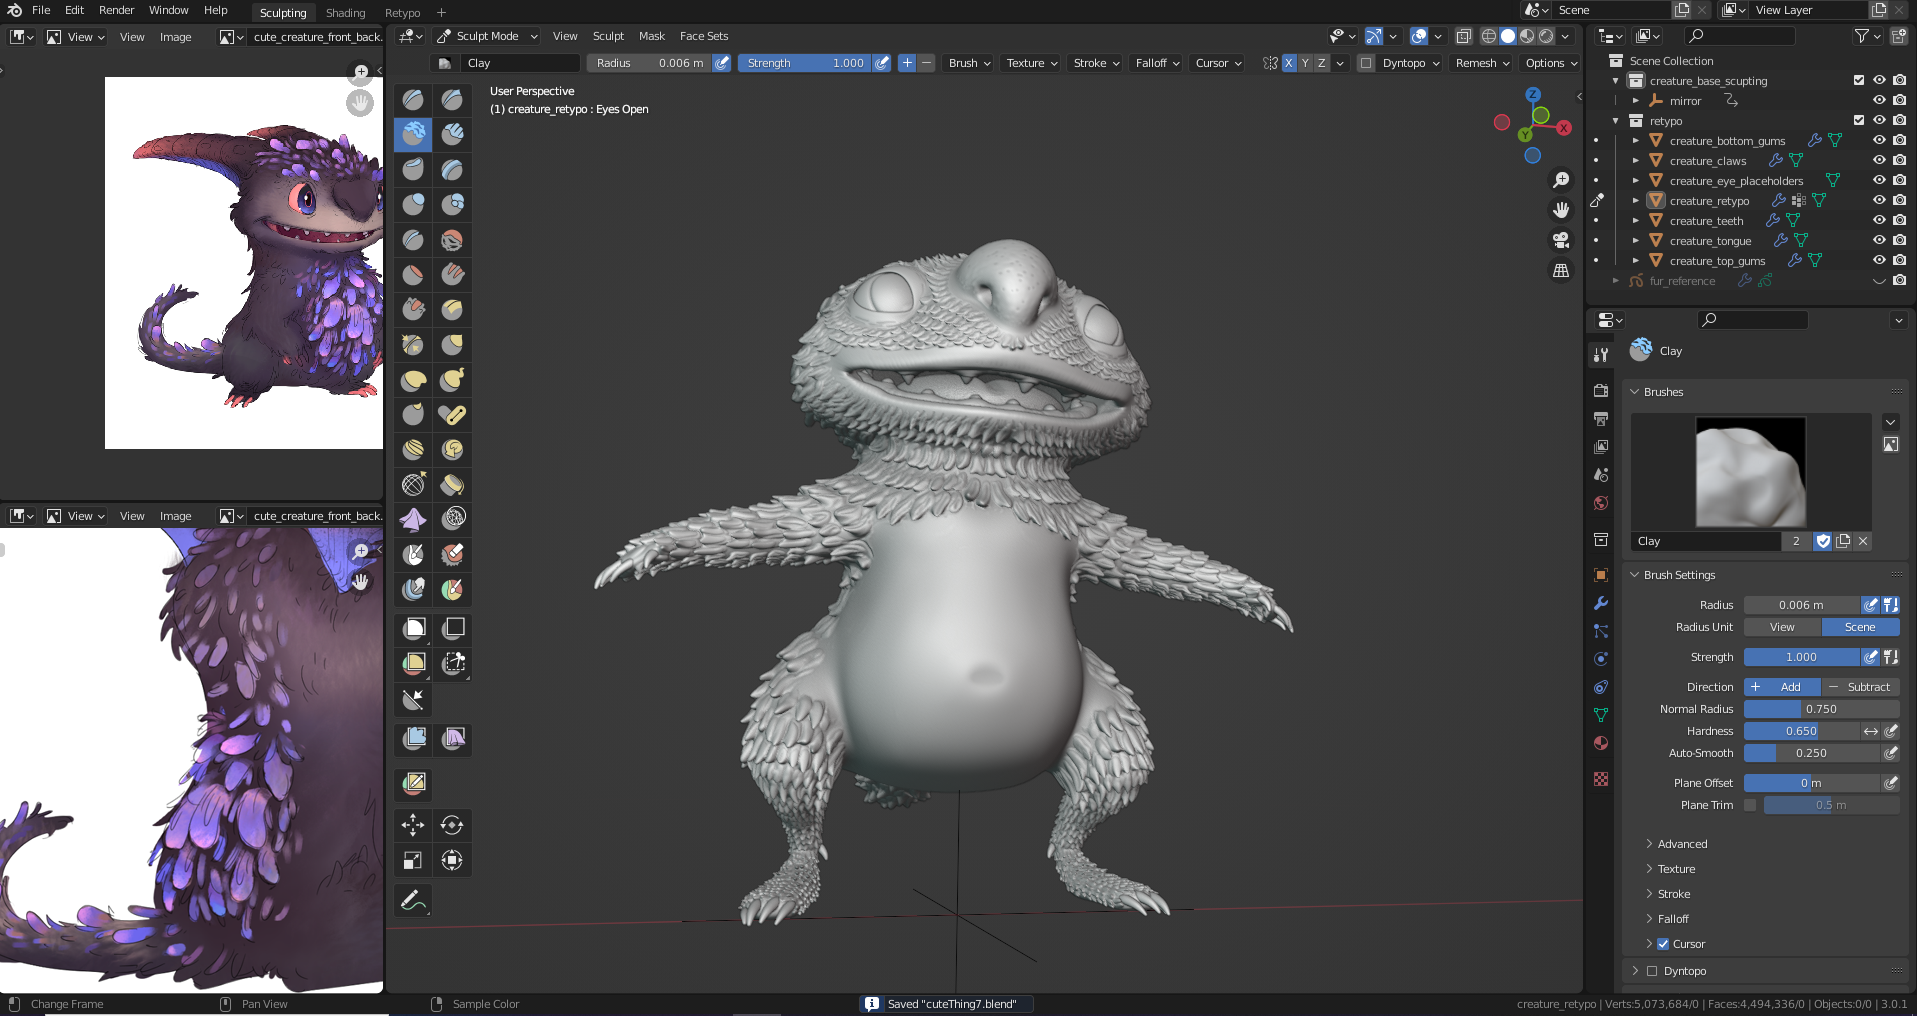 File Edit Render Window Help Sculpting Shading Retypo +
Scene
View Layer
View View Image cute_creature_front_back.
Sculpt Mode View Sculpt Mask Face Sets
Clay Radius 0.006 m Strength 1.000 Brush Texture Stroke Falloff Cursor X Y Z Dyntopo Remesh Options
User Perspective
(1) creature_retypo : Eyes Open
Z
X
Y
Scene Collection
creature_base_scupting
mirror
retypo
creature_bottom_gums
creature_claws
creature_eye_placeholders
creature_retypo
creature_teeth
creature_tongue
creature_top_gums
fur_reference
Clay
Brushes
Clay 2
Brush Settings
Radius 0.006 m
Radius Unit View Scene
Strength 1.000
Direction + Add − Subtract
Normal Radius 0.750
Hardness 0.650
Auto-Smooth 0.250
Plane Offset 0 m
Plane Trim 0.5 m
Advanced
Texture
Stroke
Falloff
Cursor
Dyntopo
View View Image cute_creature_front_back.
Change Frame Pan View Sample Color Saved "cuteThing7.blend" creature_retypo | Verts:5,073,684/0 | Faces:4,494,336/0 | Objects:0/0 | 3.0.1